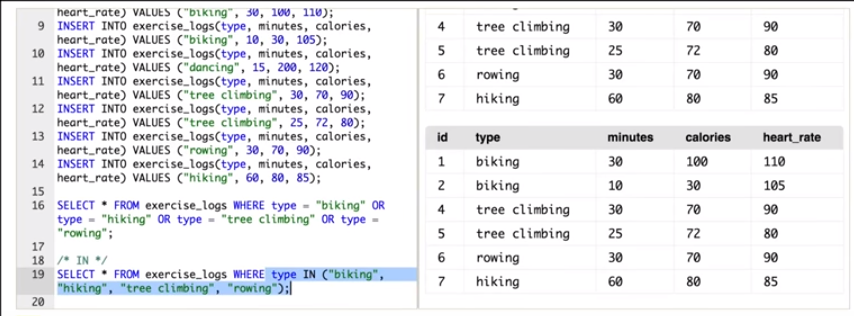 heart_rate) VALUES ("biking", 30, 100, 110);
9 INSERT INTO exercise_logs(type, minutes, calories,
heart_rate) VALUES ("biking", 10, 30, 105);
10 INSERT INTO exercise_logs(type, minutes, calories,
heart_rate) VALUES ("dancing", 15, 200, 120);
11 INSERT INTO exercise_logs(type, minutes, calories,
heart_rate) VALUES ("tree climbing", 30, 70, 90);
12 INSERT INTO exercise_logs(type, minutes, calories,
heart_rate) VALUES ("tree climbing", 25, 72, 80);
13 INSERT INTO exercise_logs(type, minutes, calories,
heart_rate) VALUES ("rowing", 30, 70, 90);
14 INSERT INTO exercise_logs(type, minutes, calories,
heart_rate) VALUES ("hiking", 60, 80, 85);
15
16 SELECT * FROM exercise_logs WHERE type = "biking" OR
type = "hiking" OR type = "tree climbing" OR type =
"rowing";
17
18 /* IN */
19 SELECT * FROM exercise_logs WHERE type IN ("biking",
"hiking", "tree climbing", "rowing");
20
4 tree climbing 30 70 90
5 tree climbing 25 72 80
6 rowing 30 70 90
7 hiking 60 80 85
id type minutes calories heart_rate
1 biking 30 100 110
2 biking 10 30 105
4 tree climbing 30 70 90
5 tree climbing 25 72 80
6 rowing 30 70 90
7 hiking 60 80 85